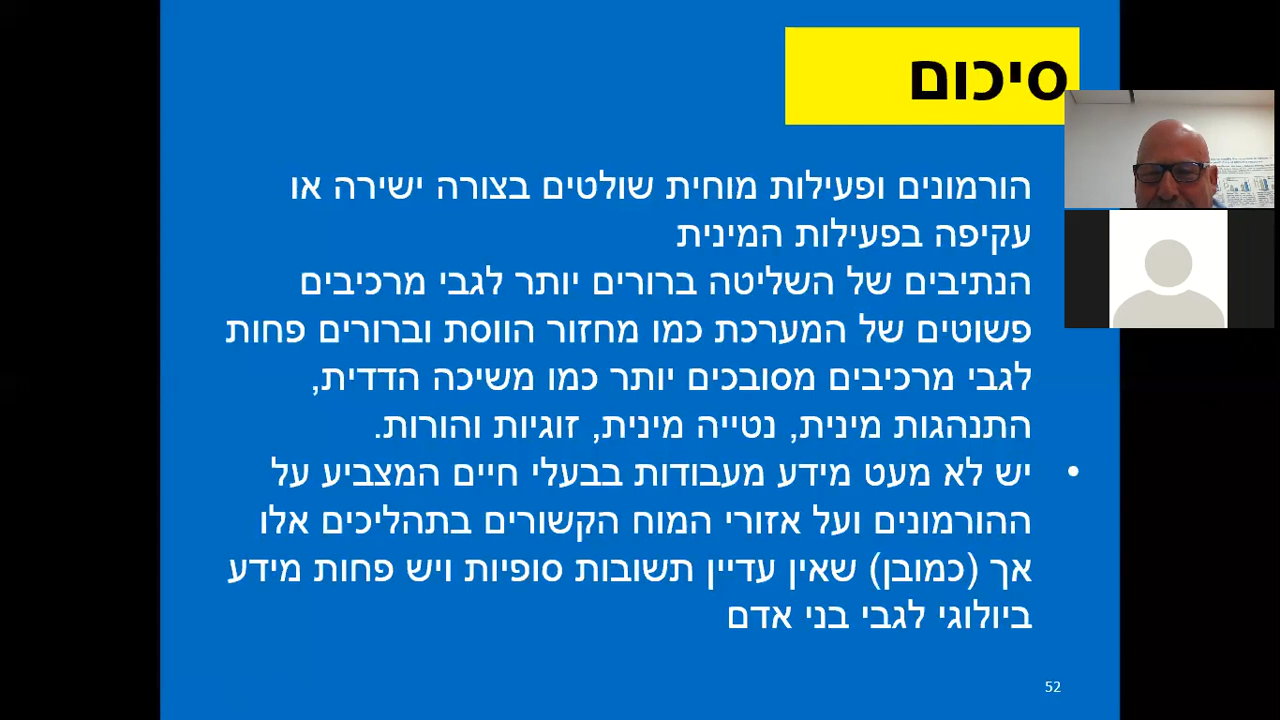 סיכום
הורמונים ופעילות מוחית שולטים בצורה ישירה או
עקיפה בפעילות המינית
הנתיבים של השליטה ברורים יותר לגבי מרכיבים
פשוטים של המערכת כמו מחזור הווסת וברורים פחות
לגבי מרכיבים מסובכים יותר כמו משיכה הדדית,
התנהגות מינית, נטייה מינית, זוגיות והורות.
• יש לא מעט מידע מעבודות בבעלי חיים המצביע על
ההורמונים ועל אזורי המוח הקשורים בתהליכים אלו
אך (כמובן) שאין עדיין תשובות סופיות ויש פחות מידע
ביולוגי לגבי בני אדם
52